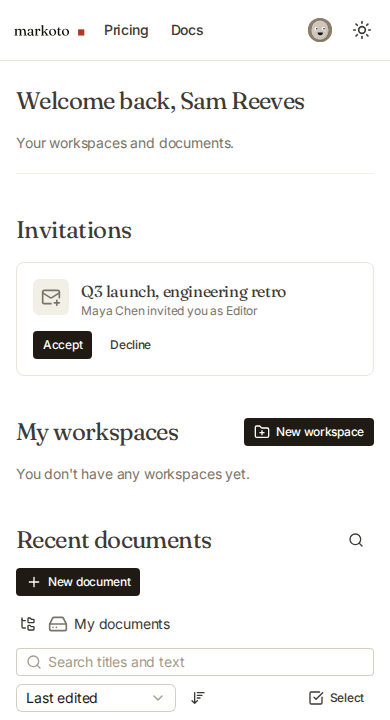 markoto Pricing Docs
Welcome back, Sam Reeves
Your workspaces and documents.
Invitations
Q3 launch, engineering retro
Maya Chen invited you as Editor
Accept Decline
My workspaces New workspace
You don't have any workspaces yet.
Recent documents
New document
My documents
Search titles and text
Last edited Select